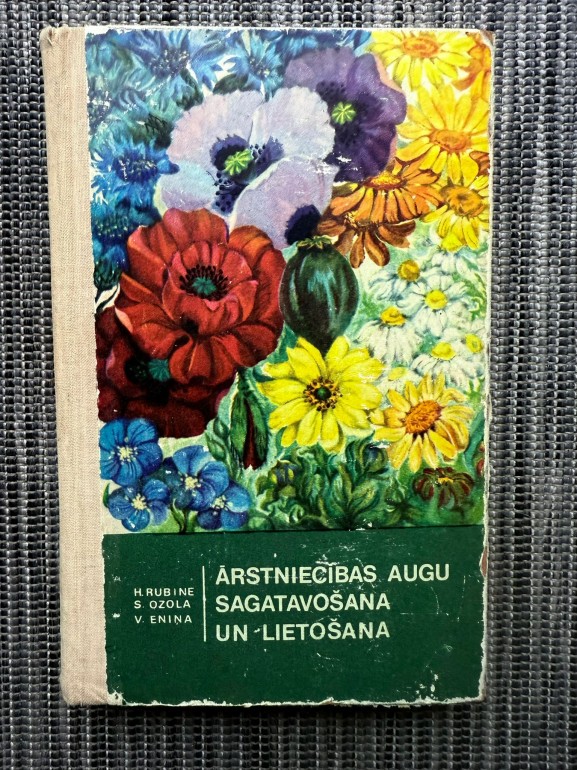 H. RUBINE
S. OZOLA
V. ENIŅA
ĀRSTNIECĪBAS AUGU
SAGATAVOŠANA
UN LIETOŠANA